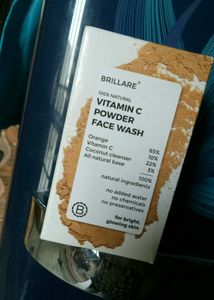 BRILLARE®
100% NATURAL
VITAMIN C
POWDER
FACE WASH
Orange 65%
Vitamin C 10%
Coconut cleanser 22%
All natural base 3%
100%
natural ingredients
no added water
no chemicals
no preservatives
B
for bright,
glowing skin